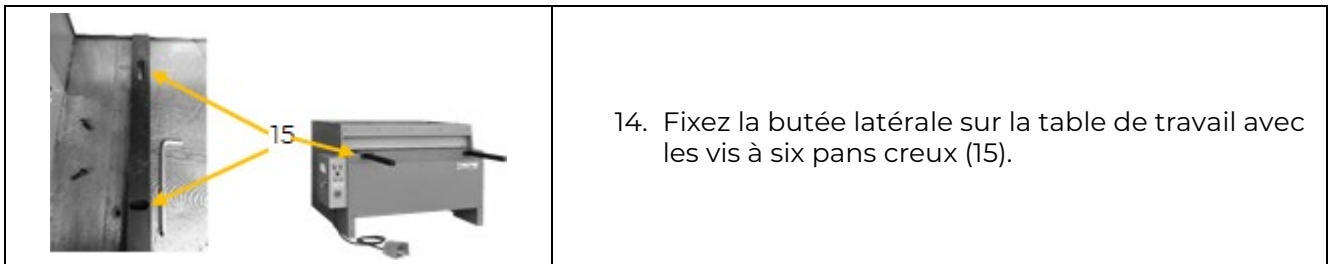 15
14. Fixez la butée latérale sur la table de travail avec
les vis à six pans creux (15).